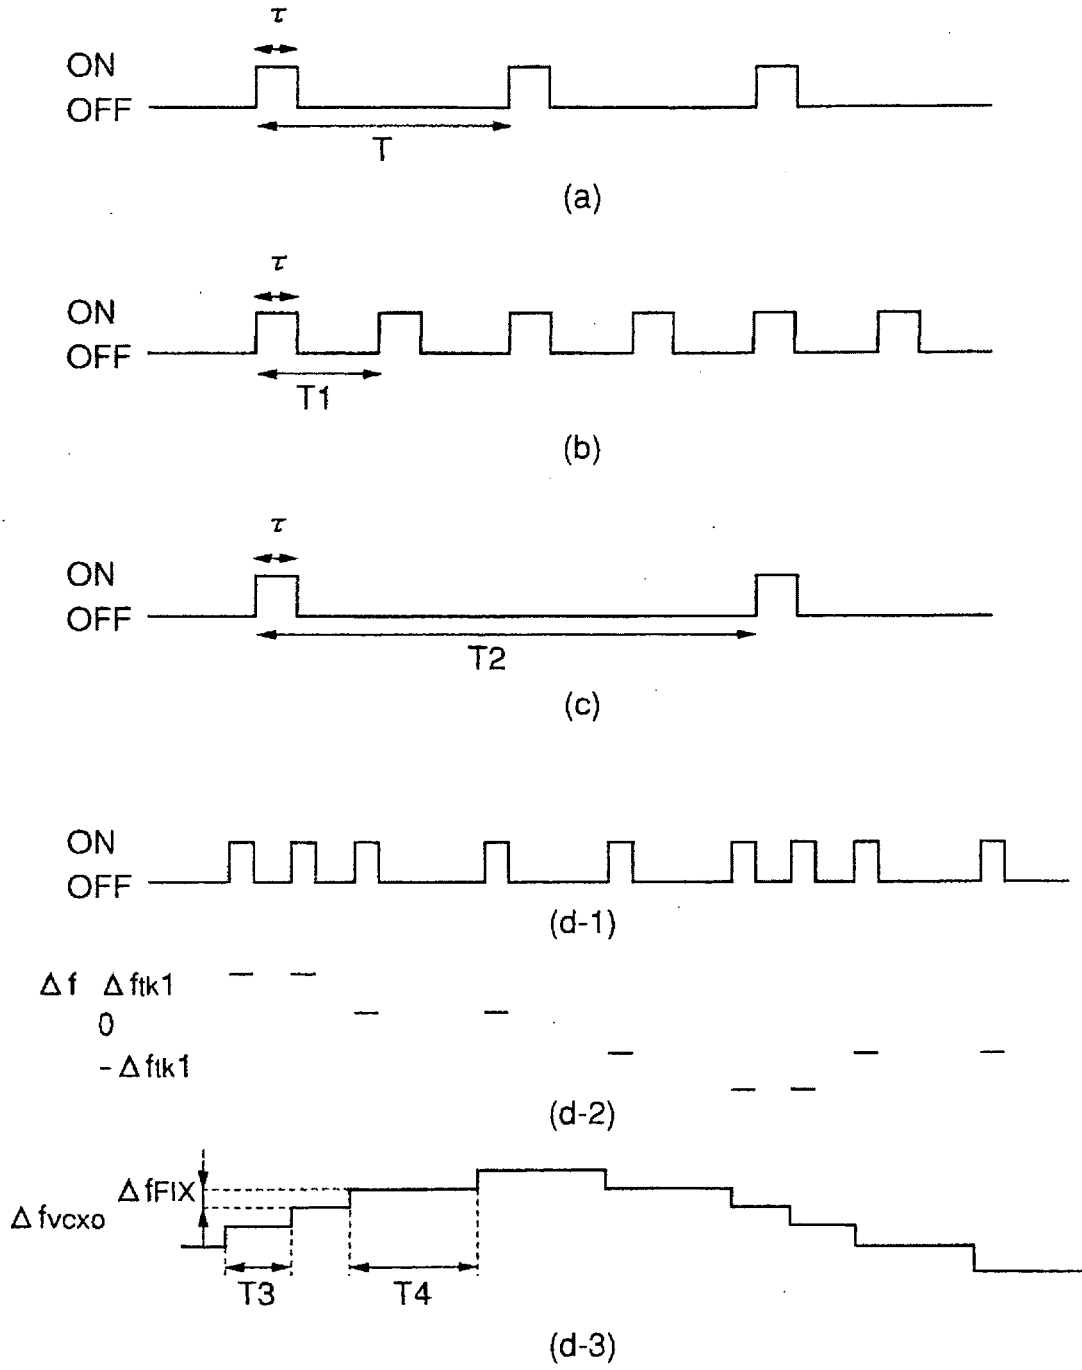 τ
ON
OFF
T
(a)
τ
ON
OFF
T1
(b)
τ
ON
OFF
T2
(c)
ON
OFF
(d-1)
Δf Δftk1
0
-Δftk1
(d-2)
ΔfFIX
Δfvcxo
T3 T4
(d-3)